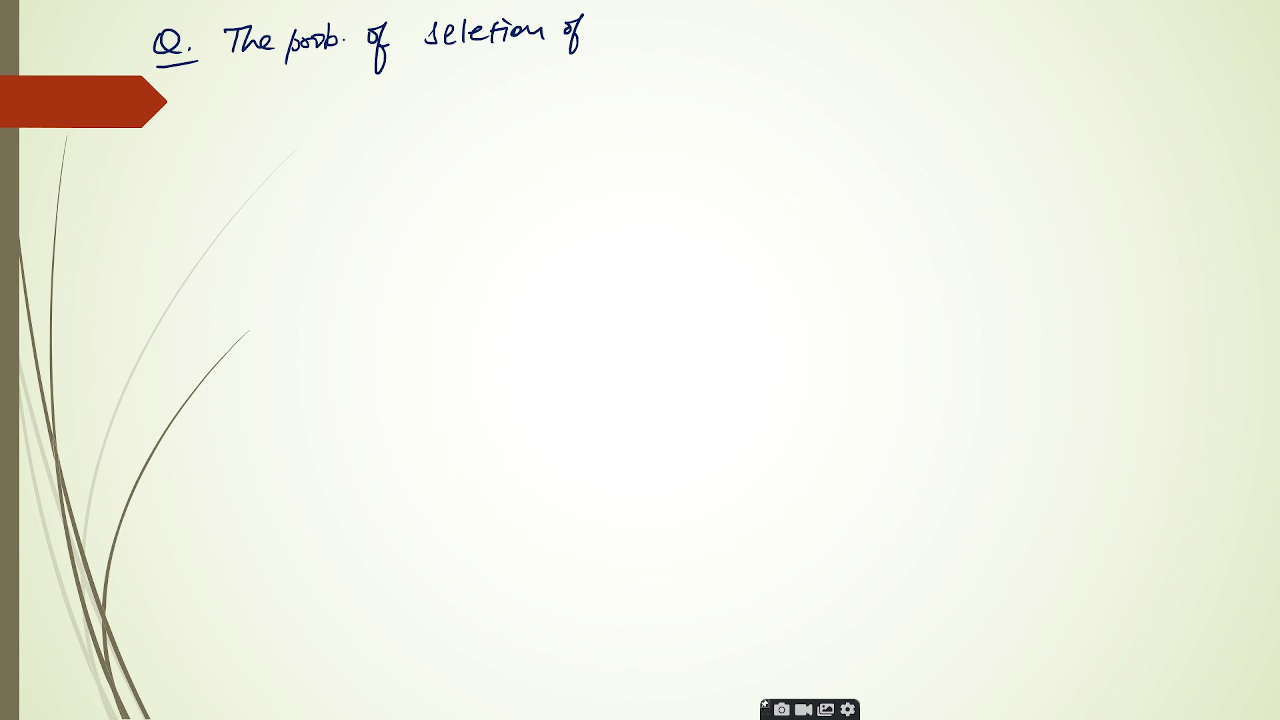 Q. The prob. of seletion of